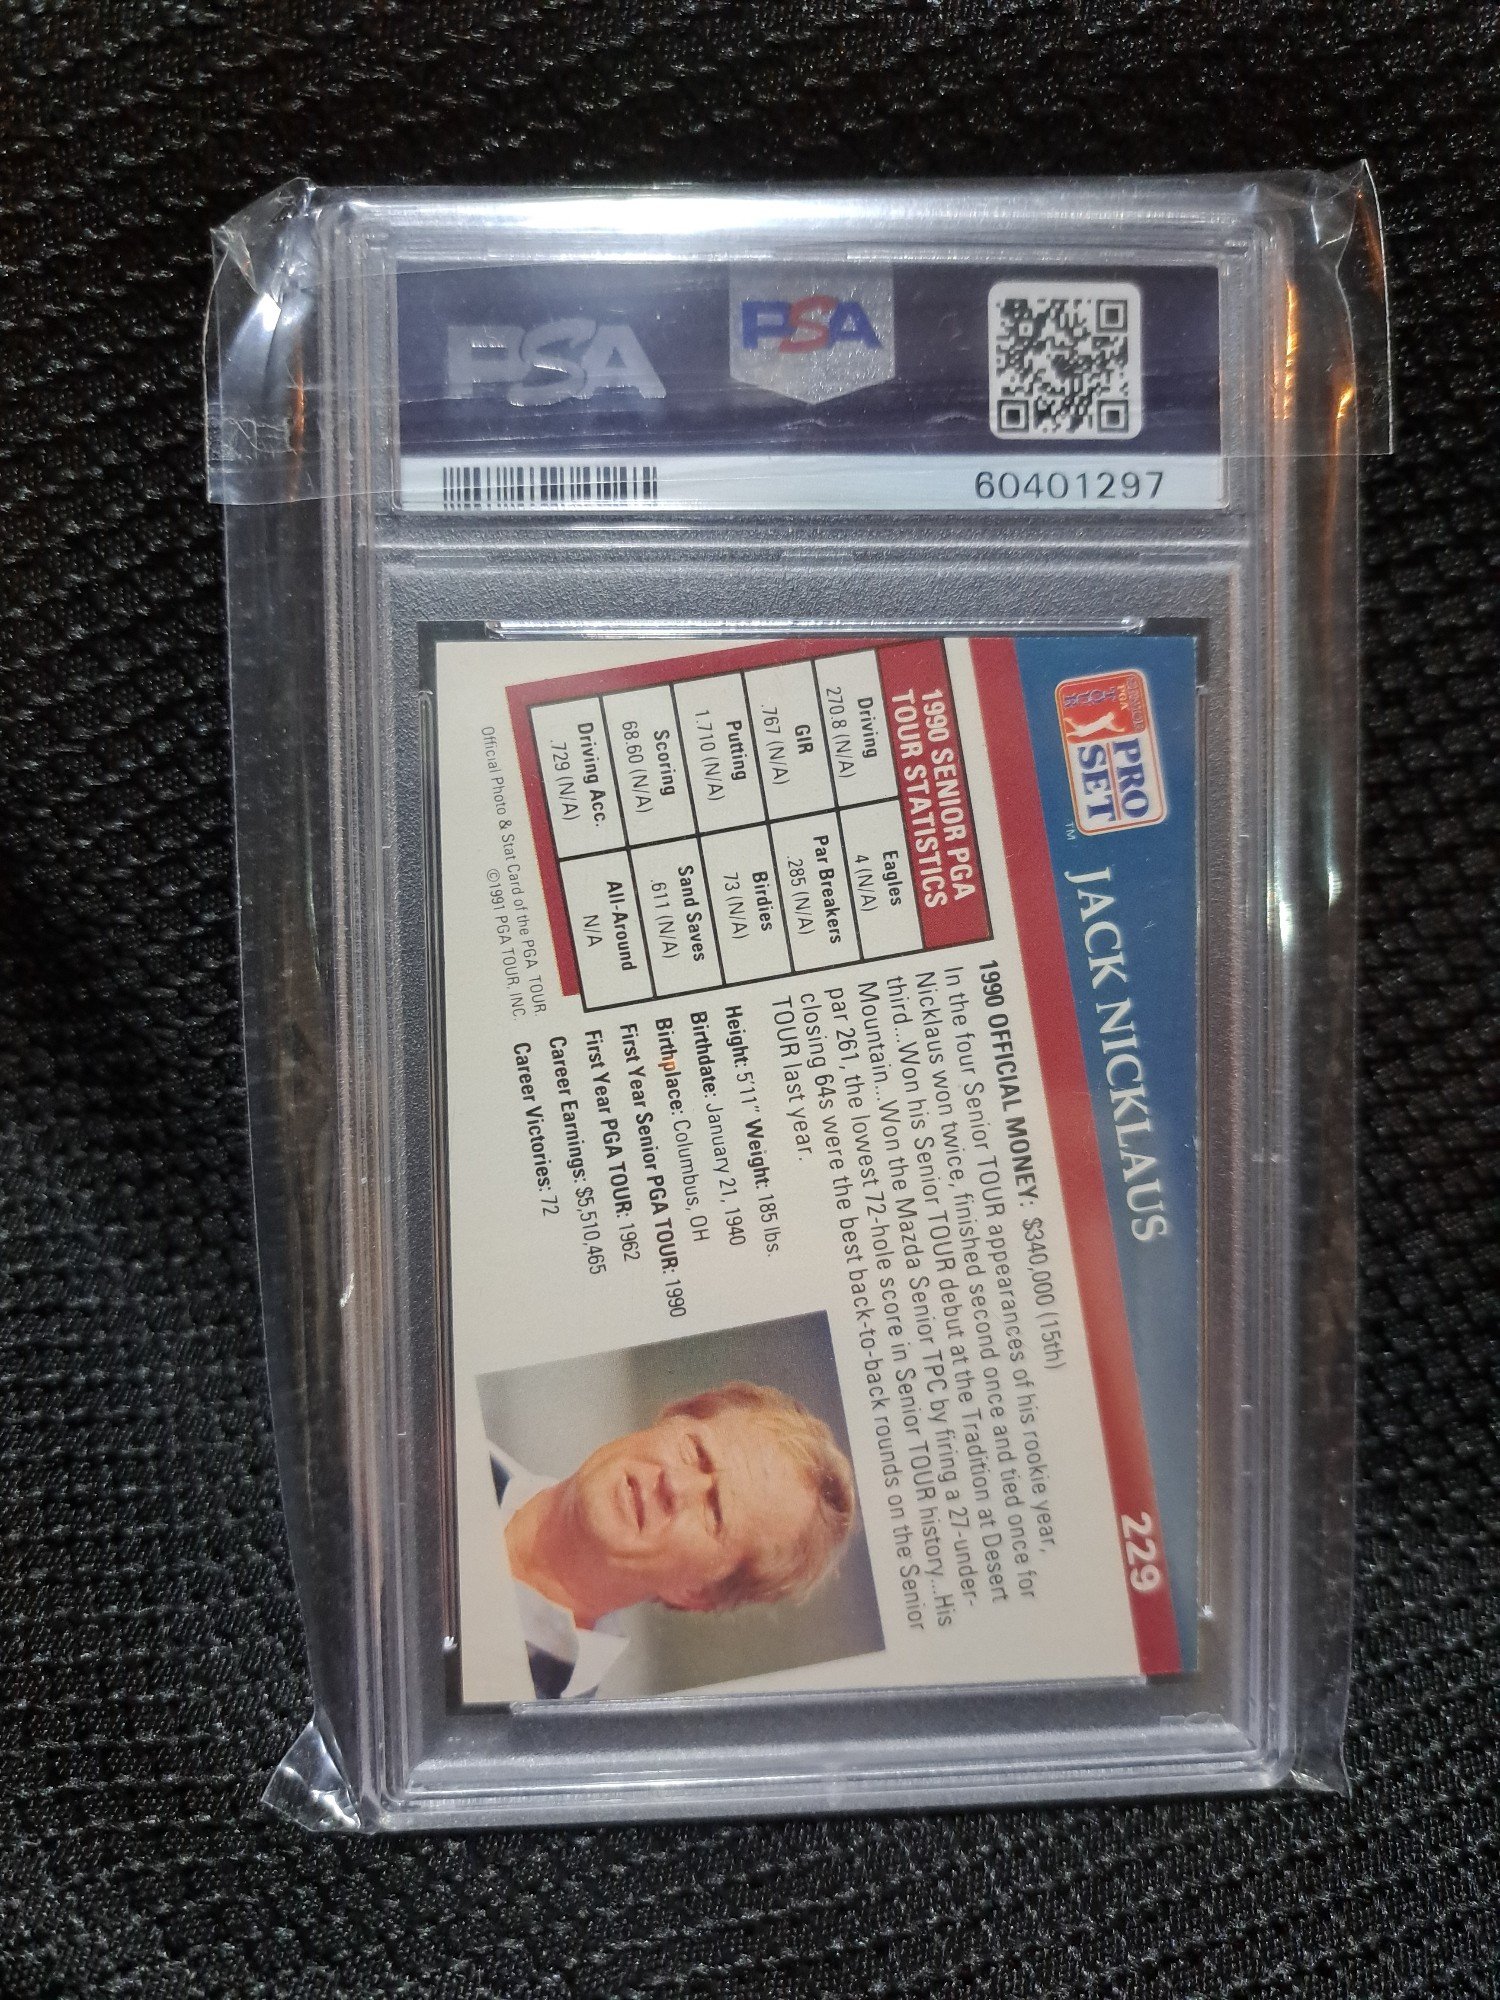 PSA
PSA
60401297
SENIOR
PGA
TOUR
PRO
SET
™
JACK NICKLAUS
229
1990 SENIOR PGA
TOUR STATISTICS
Driving
270.8 (N/A)
Eagles
4 (N/A)
GIR
.767 (N/A)
Par Breakers
.285 (N/A)
Putting
1.710 (N/A)
Birdies
73 (N/A)
Scoring
68.60 (N/A)
Sand Saves
.611 (N/A)
Driving Acc.
.729 (N/A)
All-Around
N/A
Official Photo & Stat Card of the PGA TOUR.
©1991 PGA TOUR, INC.
1990 OFFICIAL MONEY: $340,000 (15th)
In the four Senior TOUR appearances of his rookie year,
Nicklaus won twice, finished second once and tied once for
third...Won his Senior TOUR debut at the Tradition at Desert
Mountain...Won the Mazda Senior TPC by firing a 27-under-
par 261, the lowest 72-hole score in Senior TOUR history...His
closing 64s were the best back-to-back rounds on the Senior
TOUR last year.
Height: 5'11" Weight: 185 lbs.
Birthdate: January 21, 1940
Birthplace: Columbus, OH
First Year Senior PGA TOUR: 1990
First Year PGA TOUR: 1962
Career Earnings: $5,510,465
Career Victories: 72